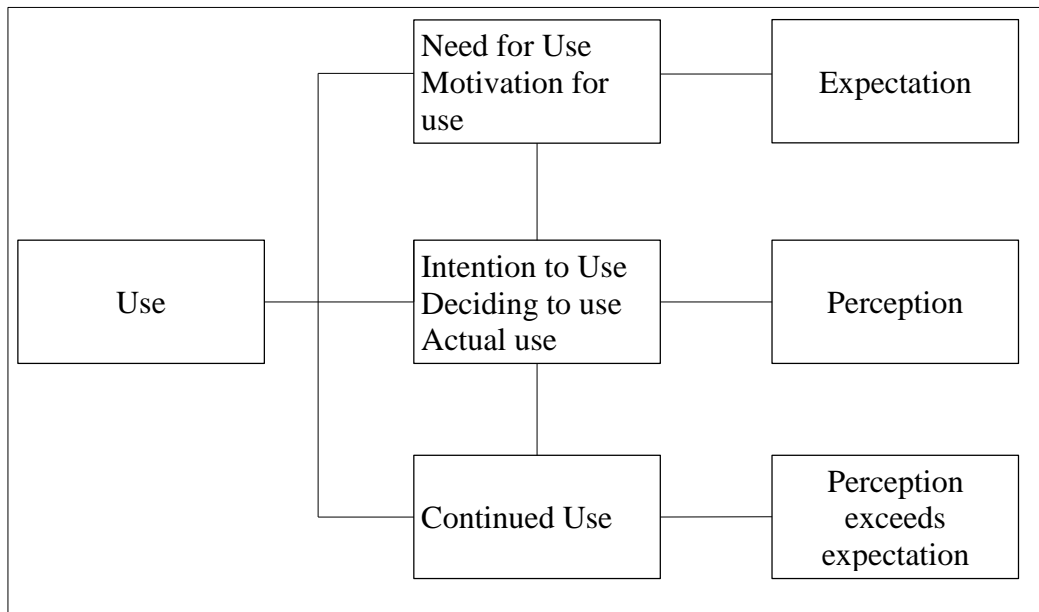 Need for Use
Motivation for
use
Expectation
Use
Intention to Use
Deciding to use
Actual use
Perception
Continued Use
Perception
exceeds
expectation